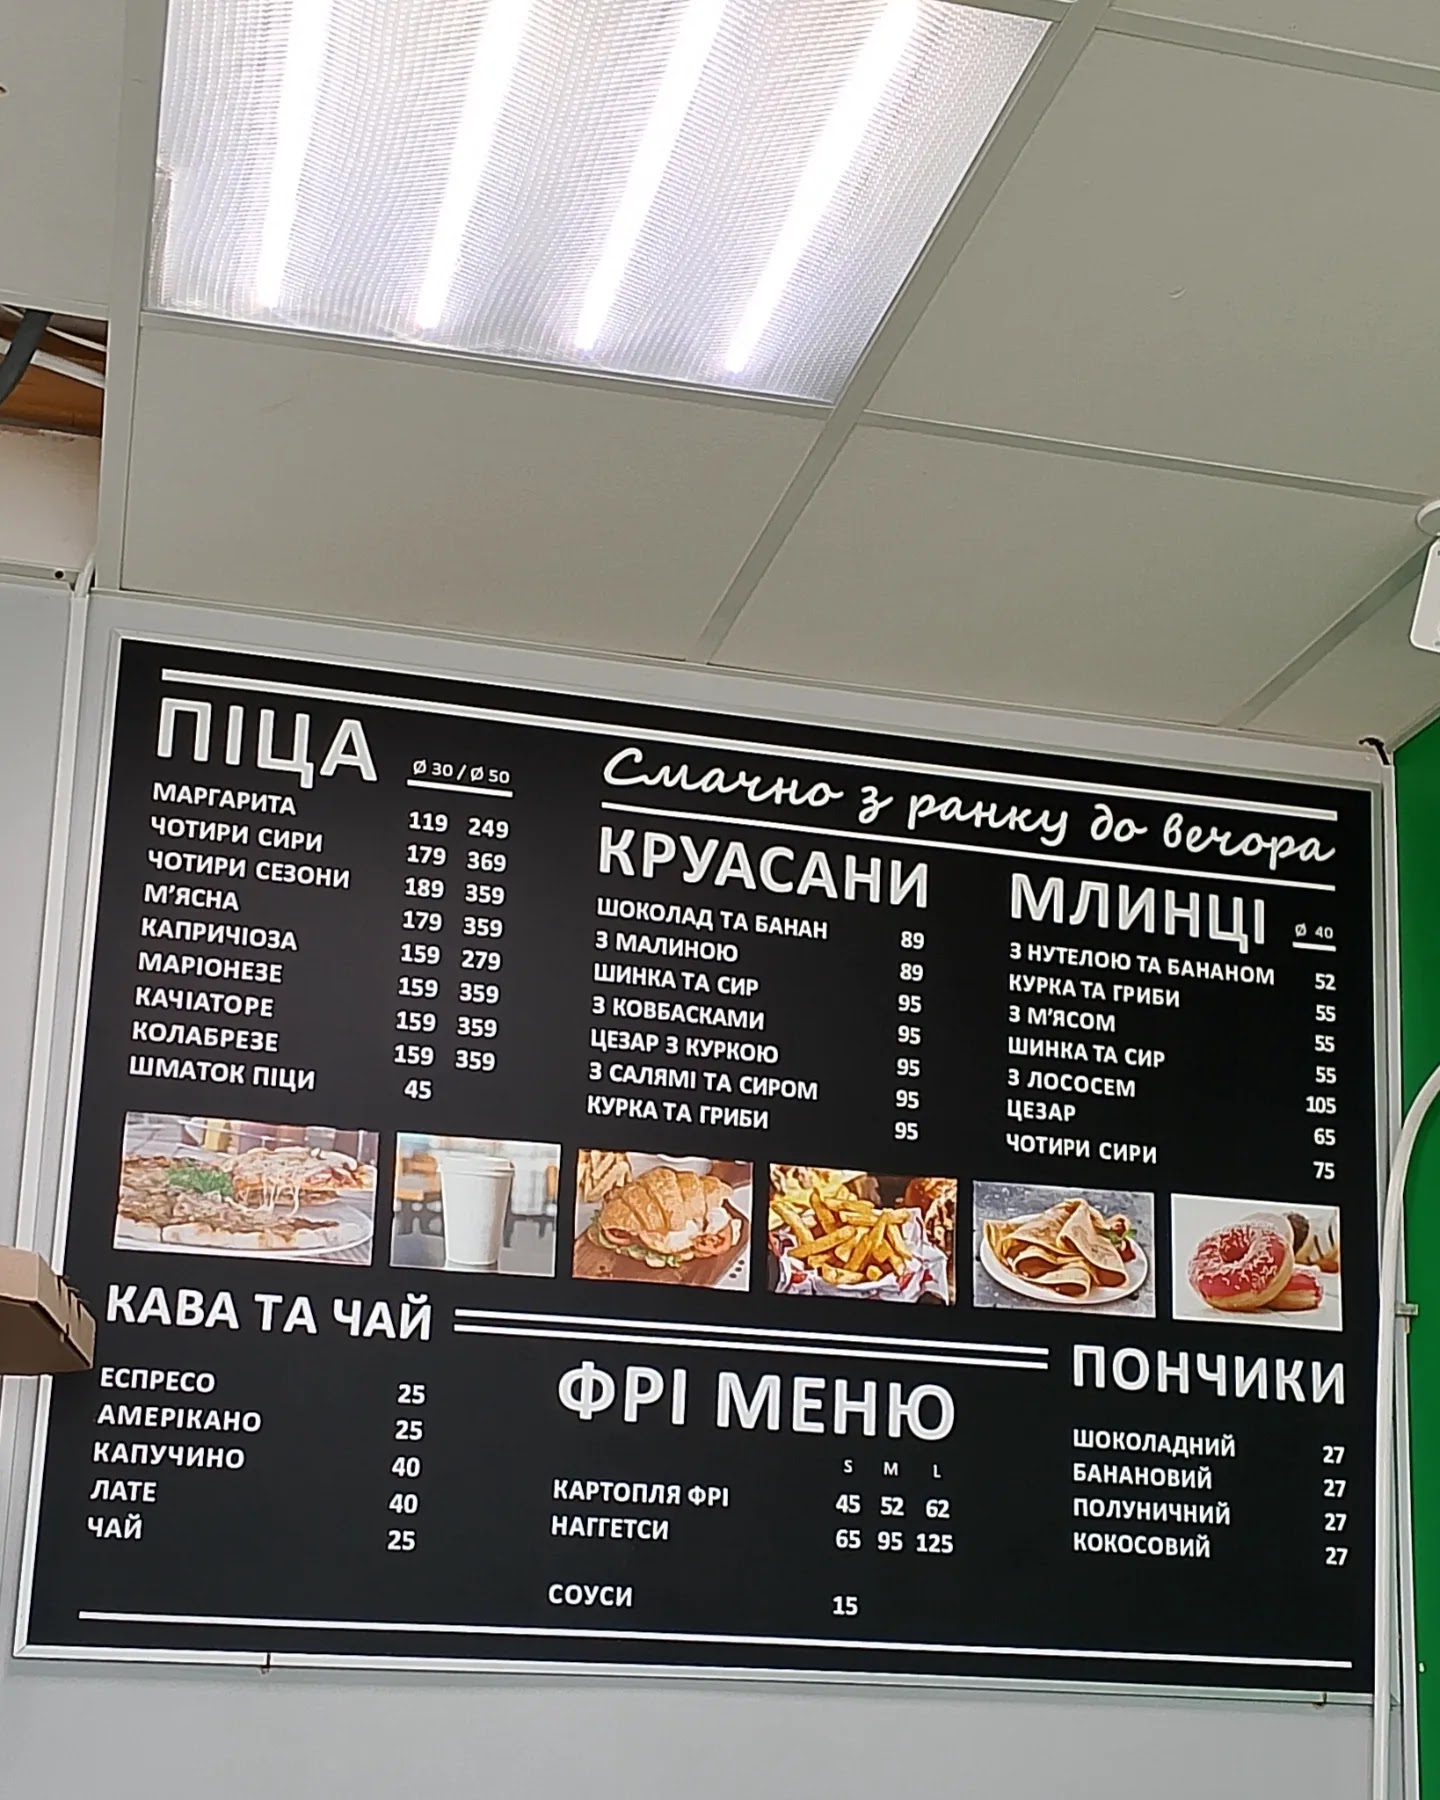 ПІЦА Ø 30 / Ø 50
МАРГАРИТА 119 249
ЧОТИРИ СИРИ 179 369
ЧОТИРИ СЕЗОНИ 189 359
М’ЯСНА 179 359
КАПРИЧІОЗА 159 279
МАРІОНЕЗЕ 159 359
КАЧІАТОРЕ 159 359
КОЛАБРЕЗЕ 159 359
ШМАТОК ПІЦИ 45
Смачно з ранку до вечора
КРУАСАНИ
ШОКОЛАД ТА БАНАН 89
З МАЛИНОЮ 89
ШИНКА ТА СИР 95
З КОВБАСКАМИ 95
ЦЕЗАР З КУРКОЮ 95
З САЛЯМІ ТА СИРОМ 95
КУРКА ТА ГРИБИ 95
МЛИНЦІ Ø 40
З НУТЕЛОЮ ТА БАНАНОМ 52
КУРКА ТА ГРИБИ 55
З М’ЯСОМ 55
ШИНКА ТА СИР 55
З ЛОСОСЕМ 105
ЦЕЗАР 65
ЧОТИРИ СИРИ 75
КАВА ТА ЧАЙ
ЕСПРЕСО 25
АМЕРІКАНО 25
КАПУЧИНО 40
ЛАТЕ 40
ЧАЙ 25
ФРІ МЕНЮ
S M L
КАРТОПЛЯ ФРІ 45 52 62
НАГГЕТСИ 65 95 125
СОУСИ 15
ПОНЧИКИ
ШОКОЛАДНИЙ 27
БАНАНОВИЙ 27
ПОЛУНИЧНИЙ 27
КОКОСОВИЙ 27